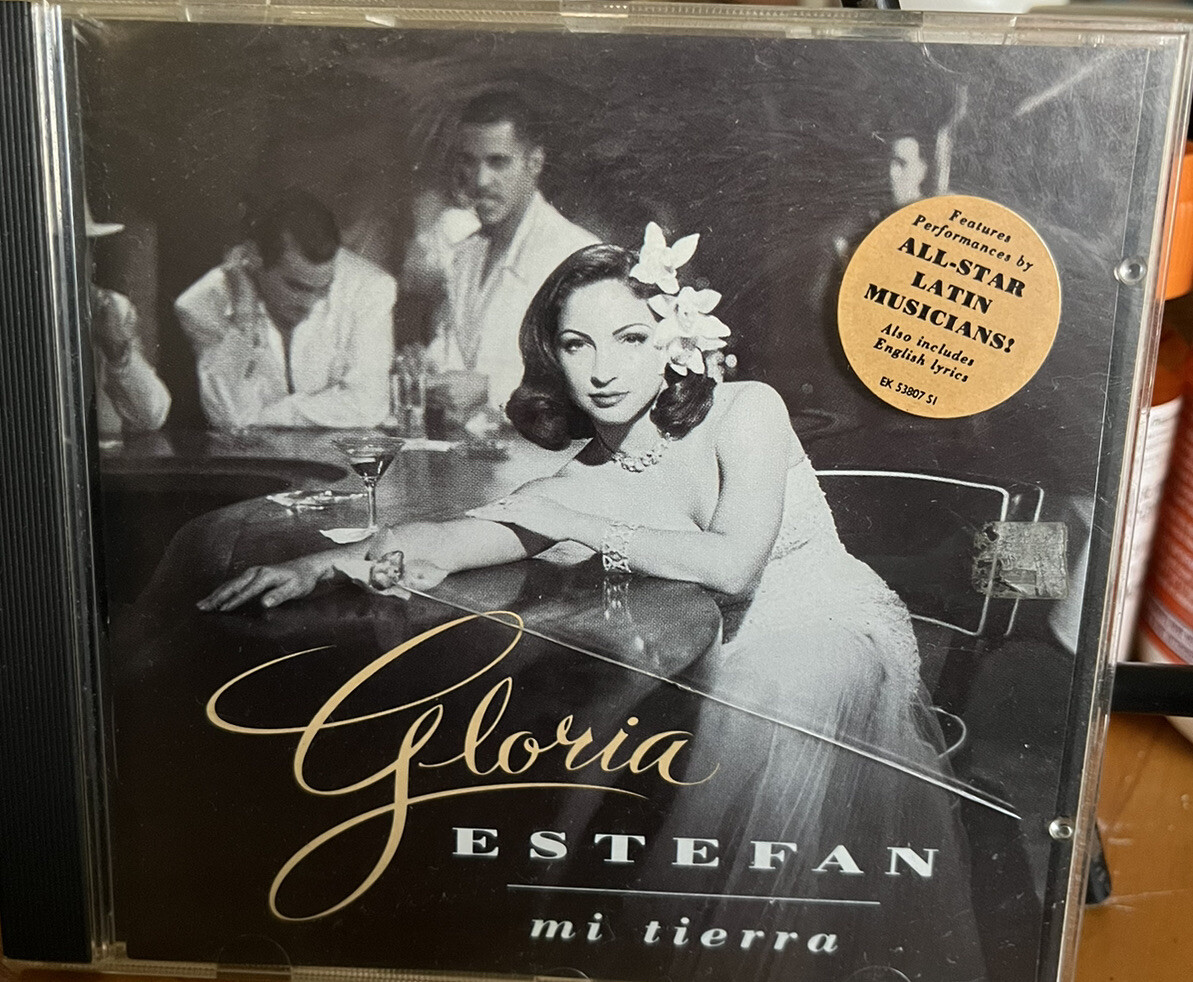 Features
Performances by
ALL-STAR
LATIN
MUSICIANS!
Also includes
English lyrics
EK 53807 S1
Gloria
ESTEFAN
mi tierra